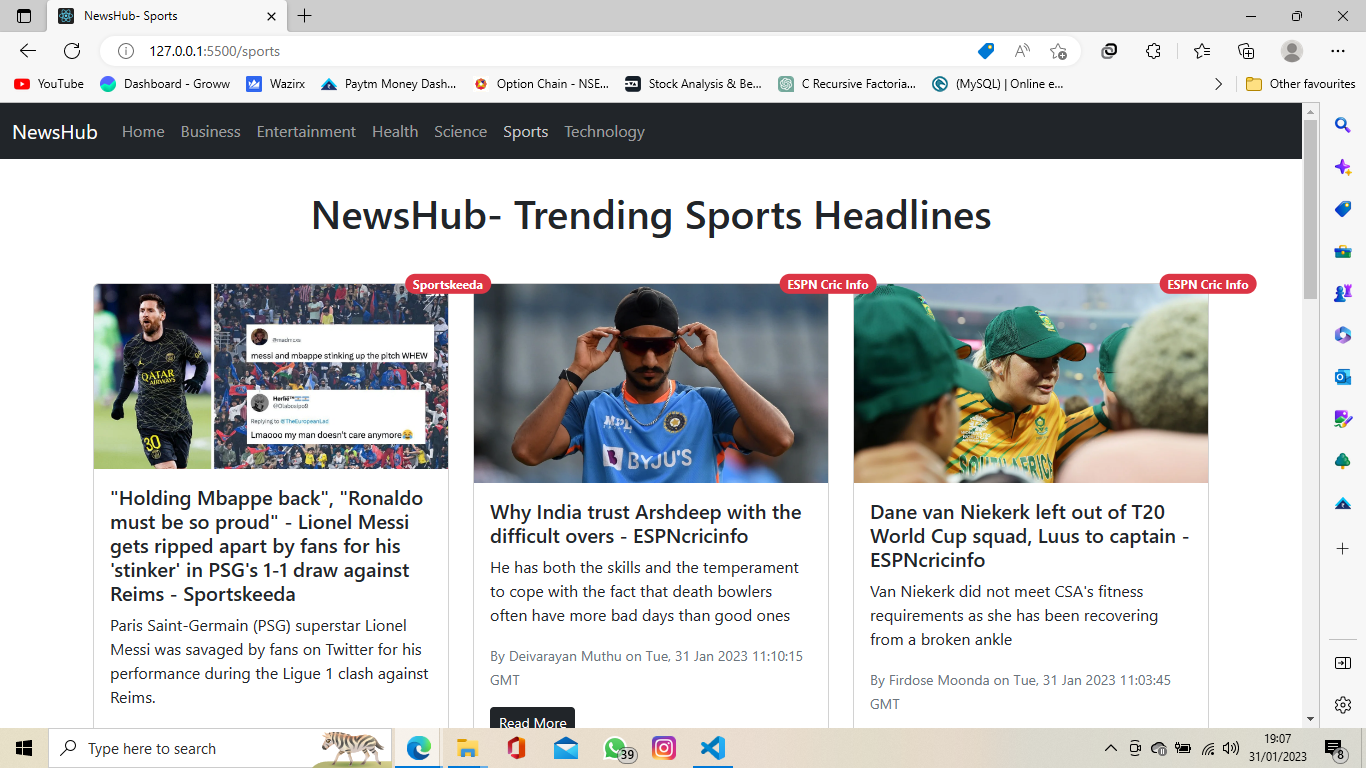 NewsHub- Sports
127.0.0.1:5500/sports
YouTube
Dashboard - Groww
Wazirx
Paytm Money Dash...
Option Chain - NSE...
Stock Analysis & Be...
C Recursive Factoria...
(MySQL) | Online e...
Other favourites
NewsHub
Home
Business
Entertainment
Health
Science
Sports
Technology
NewsHub- Trending Sports Headlines
Sportskeeda
messi and mbappe stinking up the pitch WHEW
Replying to @TheEuropeanLad
Lmaooo my man doesn't care anymore😂
QATAR
AIRWAYS
30
"Holding Mbappe back", "Ronaldo
must be so proud" - Lionel Messi
gets ripped apart by fans for his
'stinker' in PSG's 1-1 draw against
Reims - Sportskeeda
Paris Saint-Germain (PSG) superstar Lionel
Messi was savaged by fans on Twitter for his
performance during the Ligue 1 clash against
Reims.
ESPN Cric Info
MPL
BYJU'S
Why India trust Arshdeep with the
difficult overs - ESPNcricinfo
He has both the skills and the temperament
to cope with the fact that death bowlers
often have more bad days than good ones
By Deivarayan Muthu on Tue, 31 Jan 2023 11:10:15
GMT
Read More
ESPN Cric Info
SOUTH AFRICA
Dane van Niekerk left out of T20
World Cup squad, Luus to captain -
ESPNcricinfo
Van Niekerk did not meet CSA's fitness
requirements as she has been recovering
from a broken ankle
By Firdose Moonda on Tue, 31 Jan 2023 11:03:45
GMT
Type here to search
39
19:07
31/01/2023
8